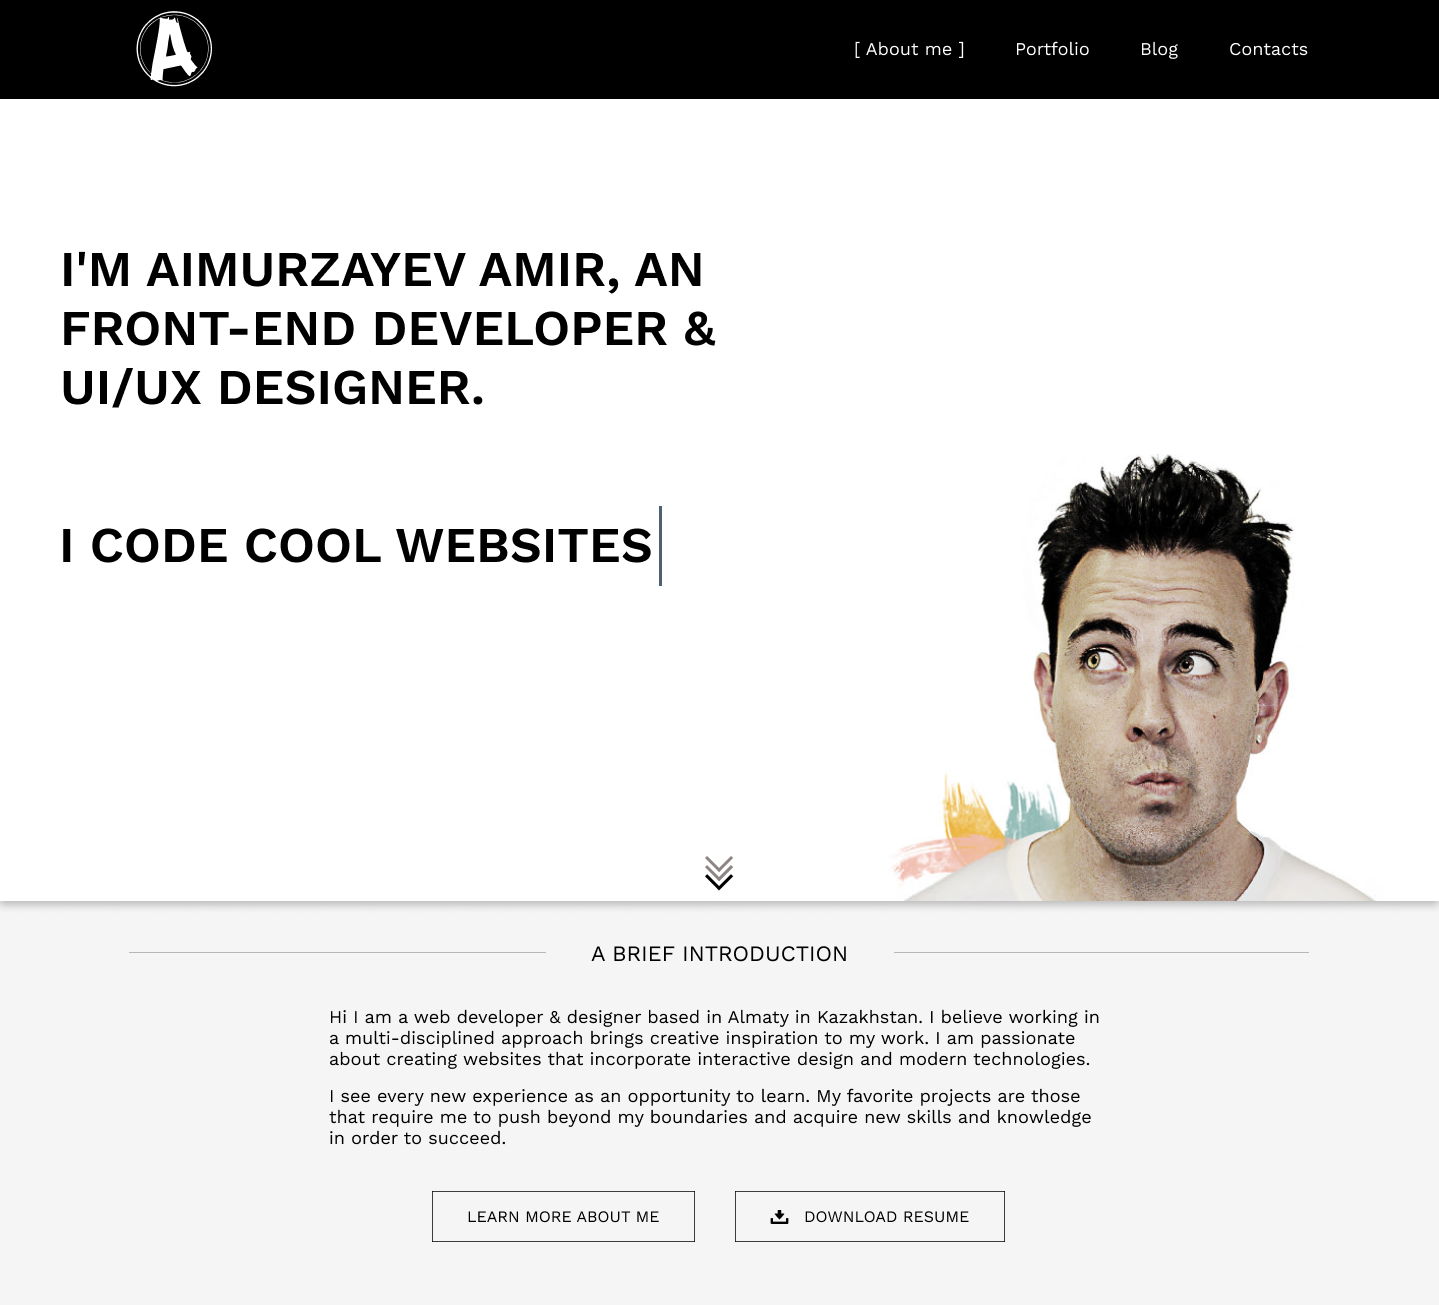 A
[ About me ] Portfolio Blog Contacts
I'M AIMURZAYEV AMIR, AN
FRONT-END DEVELOPER &
UI/UX DESIGNER.
I CODE COOL WEBSITES
A BRIEF INTRODUCTION
Hi I am a web developer & designer based in Almaty in Kazakhstan. I believe working in
a multi-disciplined approach brings creative inspiration to my work. I am passionate
about creating websites that incorporate interactive design and modern technologies.
I see every new experience as an opportunity to learn. My favorite projects are those
that require me to push beyond my boundaries and acquire new skills and knowledge
in order to succeed.
LEARN MORE ABOUT ME
DOWNLOAD RESUME